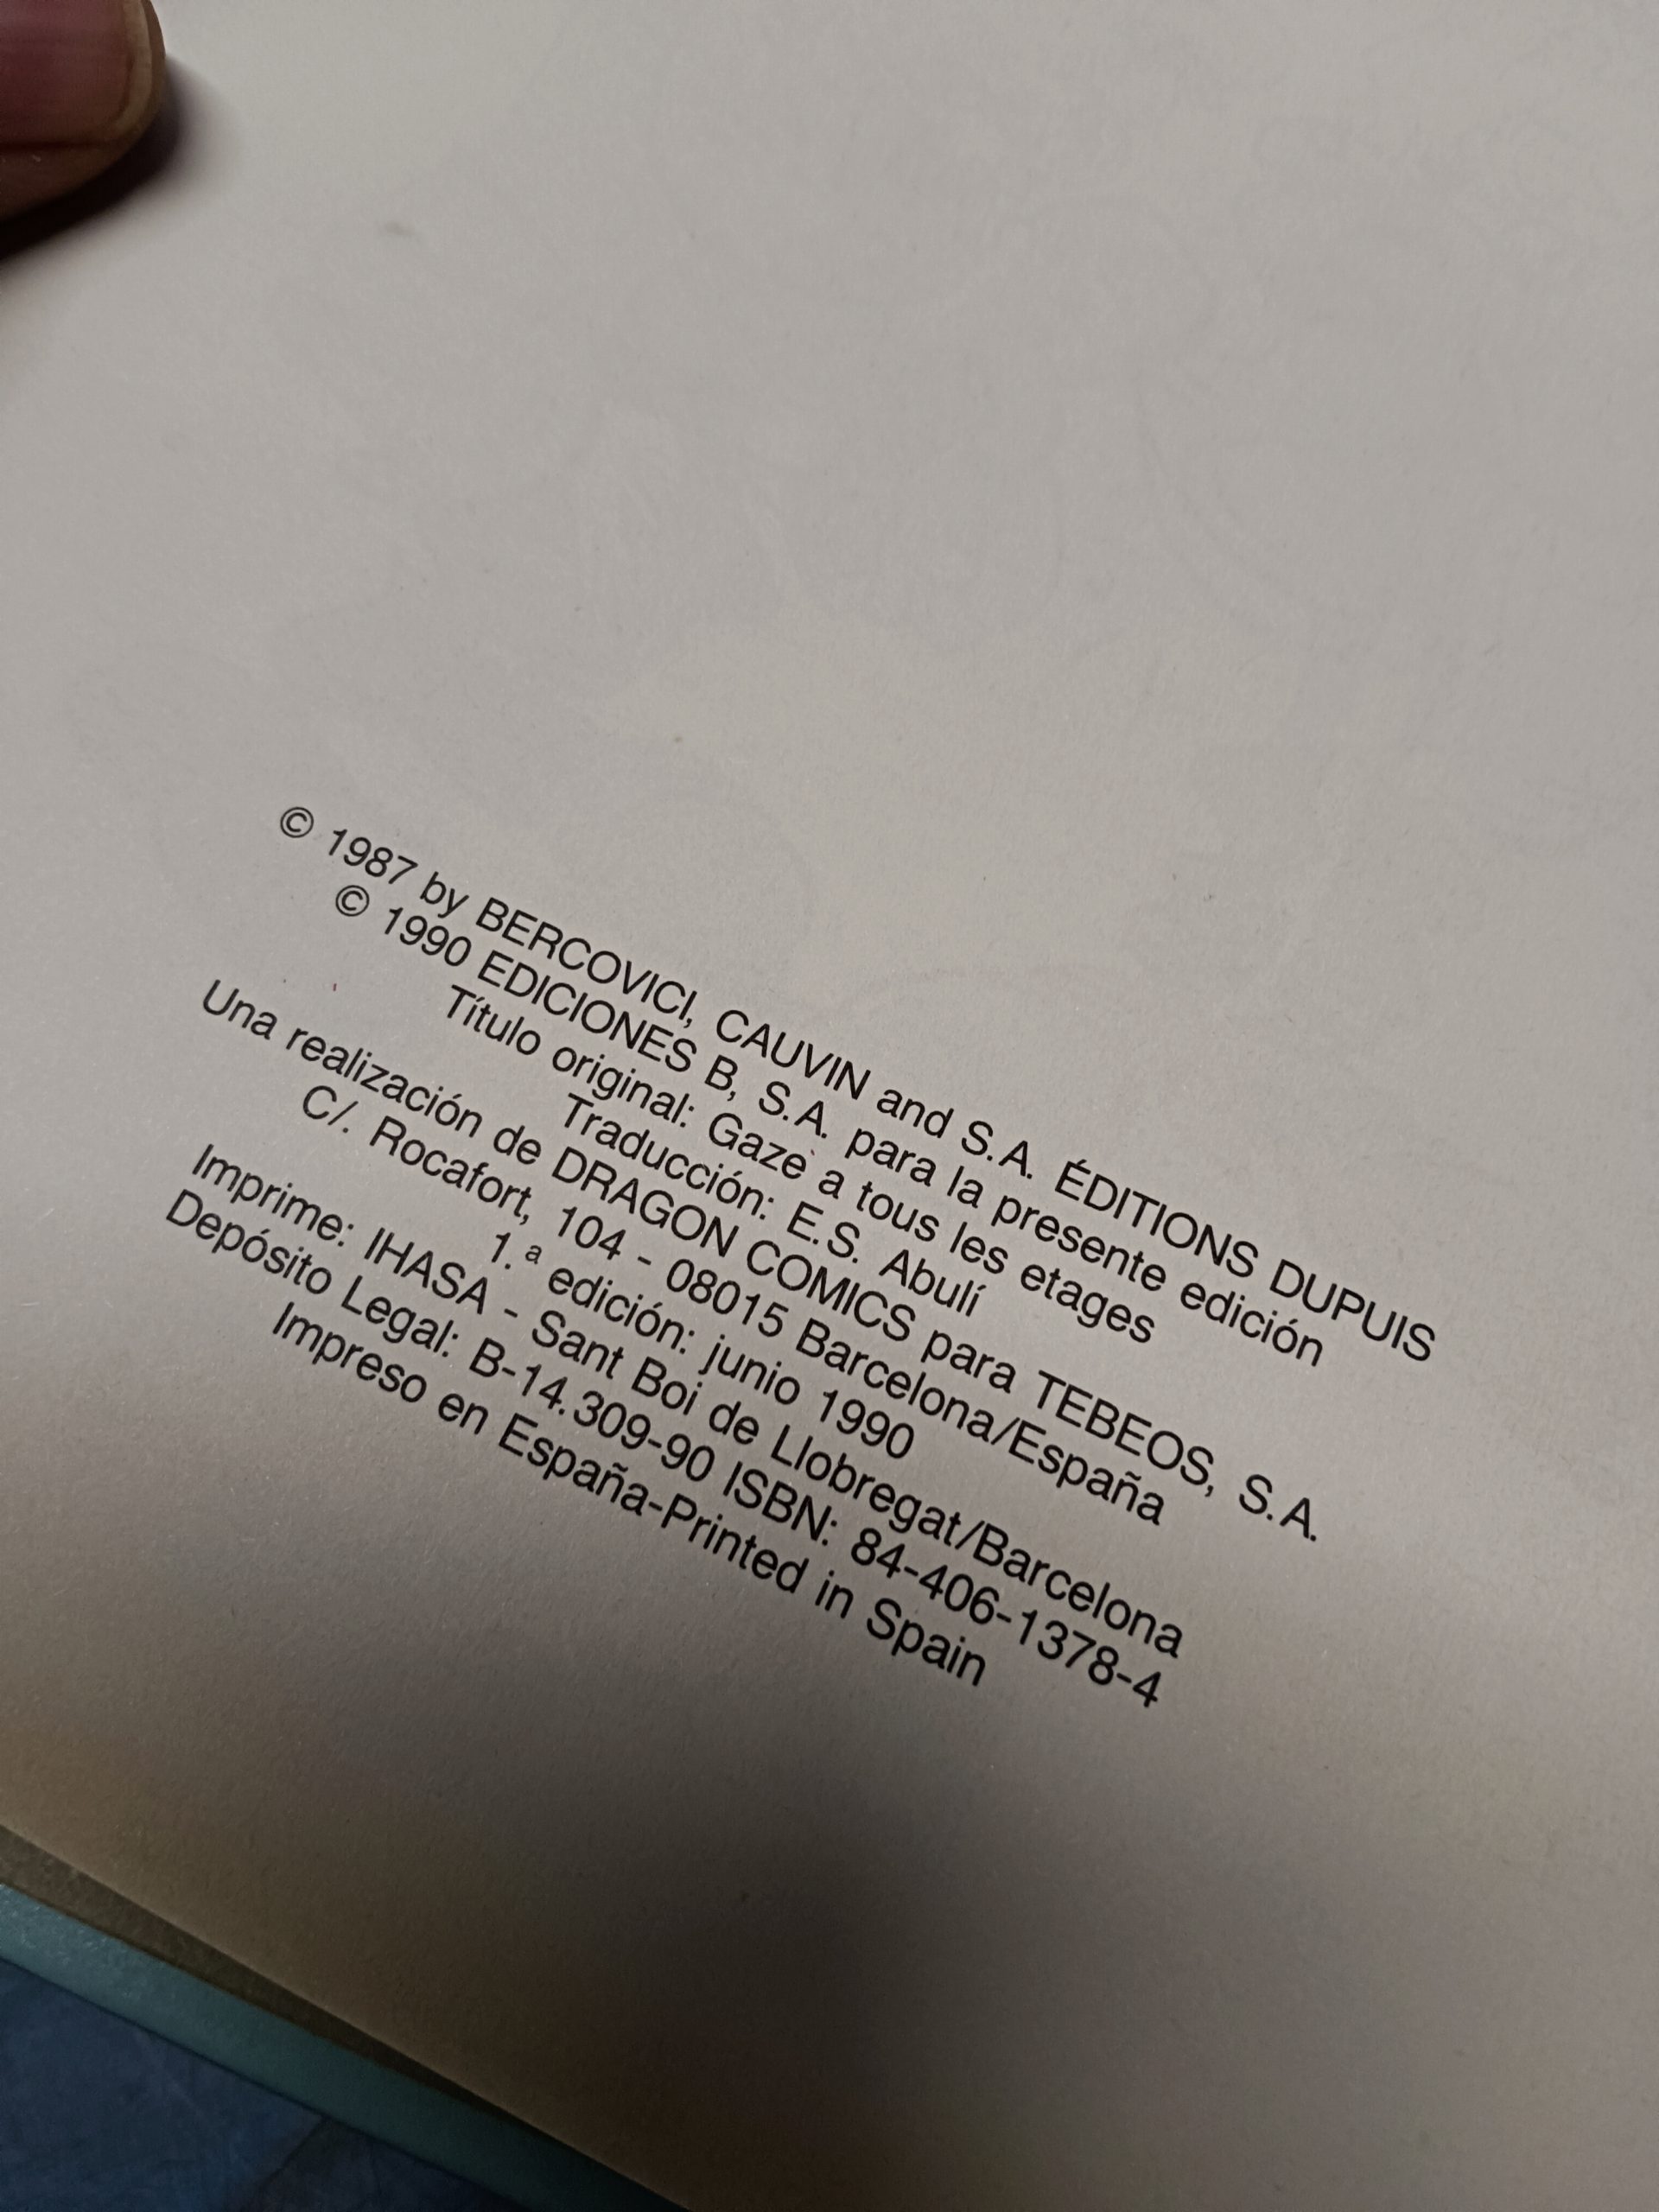 © 1987 by BERCOVICI, CAUVIN and S.A. ÉDITIONS DUPUIS
© 1990 EDICIONES B, S.A. para la presente edición
Título original: Gaze a tous les etages
Traducción: E.S. Abulí
Una realización de DRAGON COMICS para TEBEOS, S.A.
C/. Rocafort, 104 - 08015 Barcelona/España
1.ª edición: junio 1990
Imprime: IHASA - Sant Boi de Llobregat/Barcelona
Depósito Legal: B-14.309-90 ISBN: 84-406-1378-4
Impreso en España-Printed in Spain